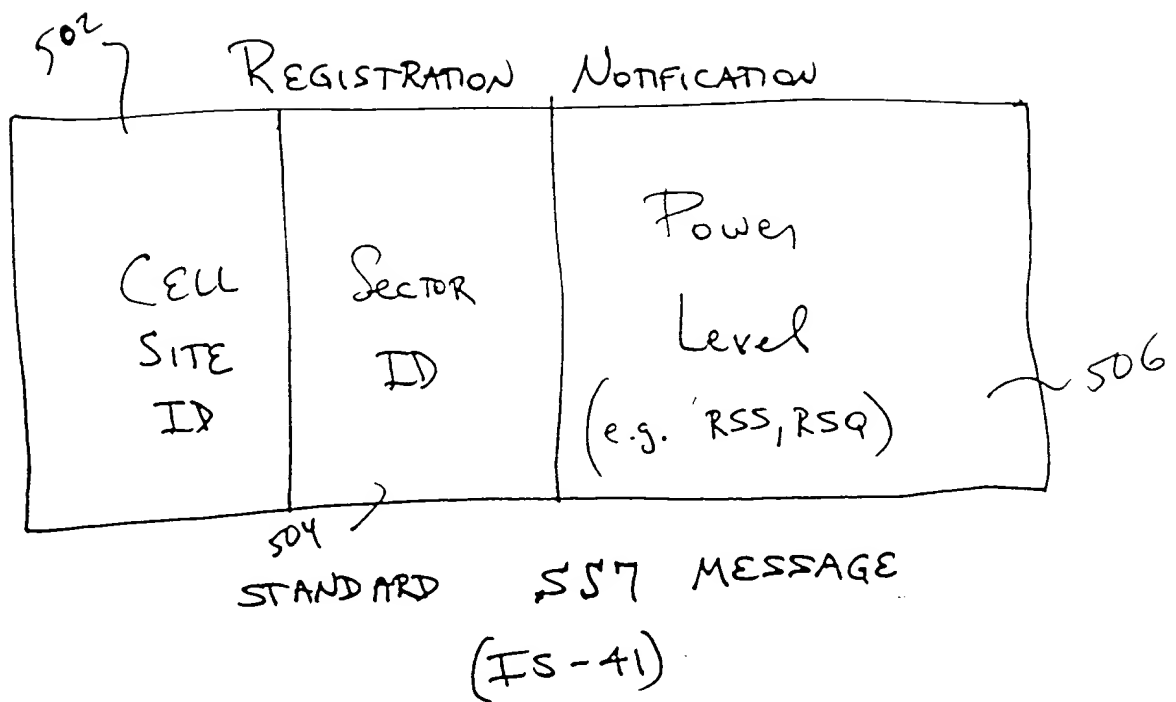 502
REGISTRATION NOTIFICATION
CELL
SITE
ID
SECTOR
ID
Power
Level
(e.g. RSS, RSQ)
506
504
STANDARD SS7 MESSAGE
(IS-41)